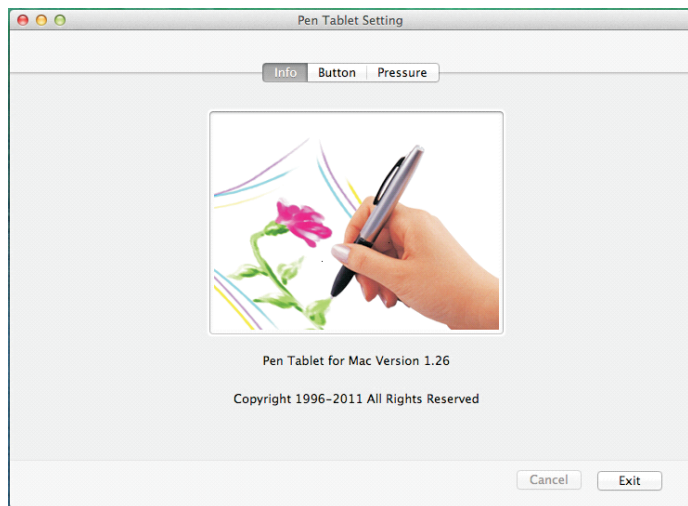 Pen Tablet Setting
Info Button Pressure
Pen Tablet for Mac Version 1.26
Copyright 1996-2011 All Rights Reserved
Cancel Exit